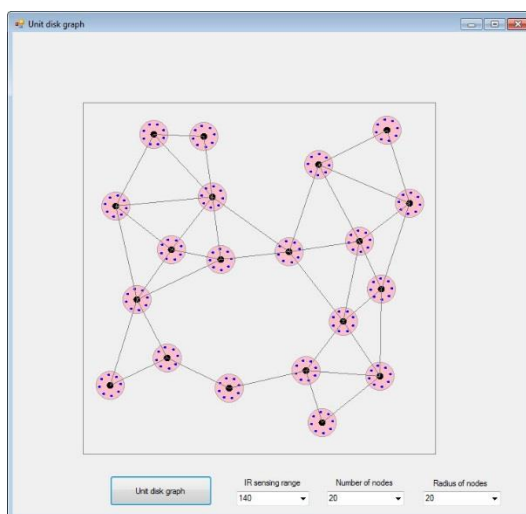 Unit disk graph
Unit disk graph
IR sensing range
140
Number of nodes
20
Radius of nodes
20